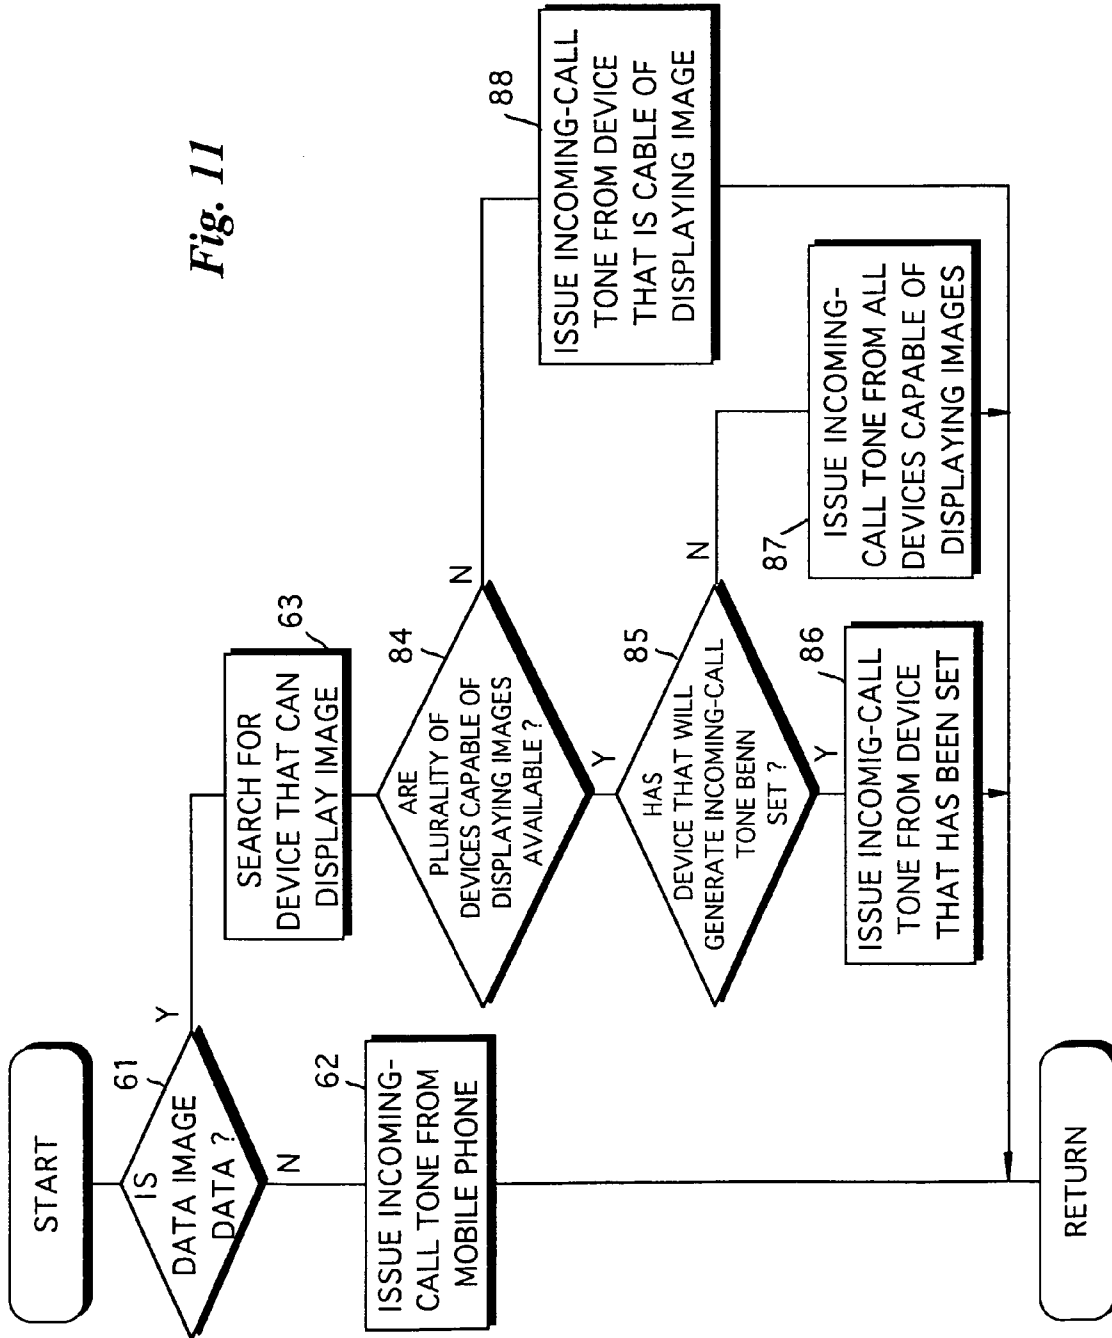 Fig. 11
START
61
IS
DATA IMAGE
DATA ?
Y
N
62
ISSUE INCOMING-
CALL TONE FROM
MOBILE PHONE
63
SEARCH FOR
DEVICE THAT CAN
DISPLAY IMAGE
84
ARE
PLURALITY OF
DEVICES CAPABLE OF
DISPLAYING IMAGES
AVAILABLE ?
N
Y
85
HAS
DEVICE THAT WILL
GENERATE INCOMING-CALL
TONE BENN
SET ?
N
Y
86
ISSUE INCOMIG-CALL
TONE FROM DEVICE
THAT HAS BEEN SET
87
ISSUE INCOMING-
CALL TONE FROM ALL
DEVICES CAPABLE OF
DISPLAYING IMAGES
88
ISSUE INCOMING-CALL
TONE FROM DEVICE
THAT IS CABLE OF
DISPLAYING IMAGE
RETURN